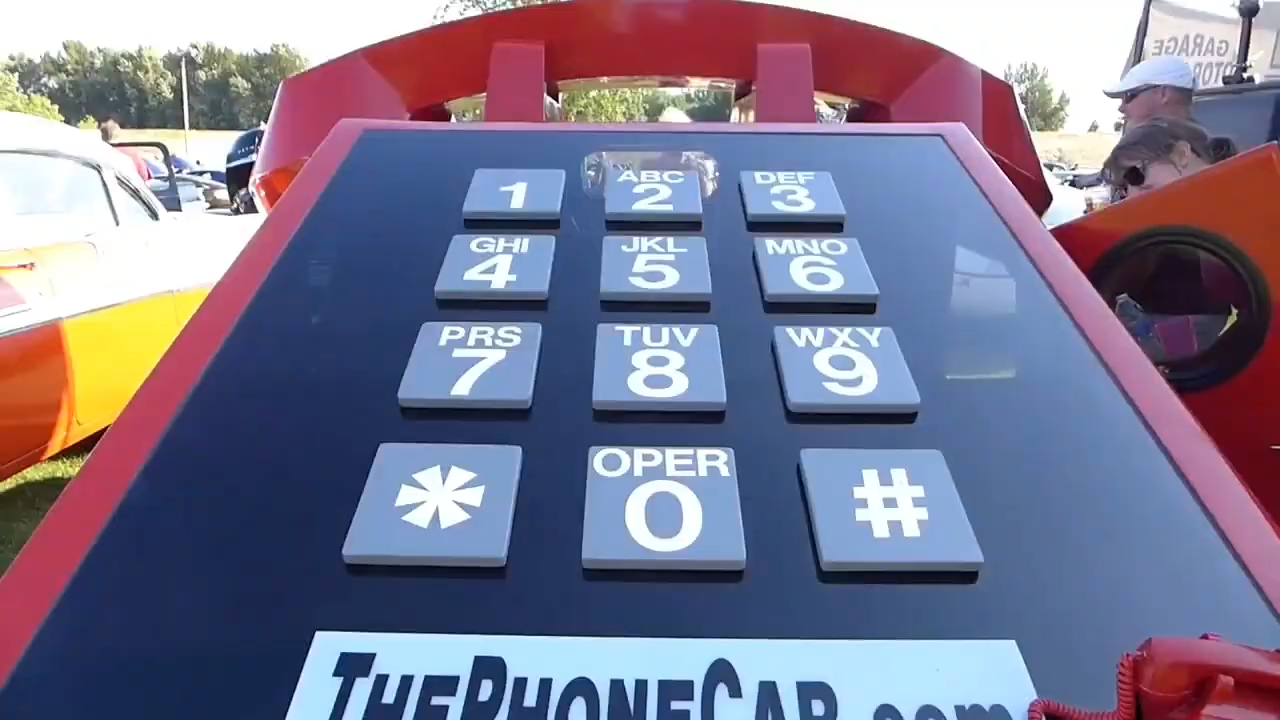 GARAGE
1
ABC
2
DEF
3
GHI
4
JKL
5
MNO
6
PRS
7
TUV
8
WXY
9
*
OPER
0
#
THEPHONECAR.com